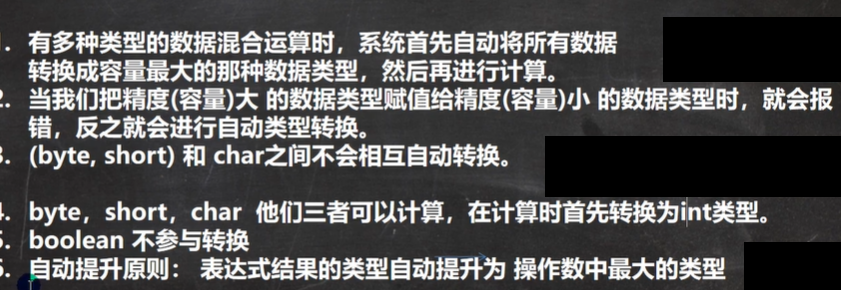 1. 有多种类型的数据混合运算时，系统首先自动将所有数据
转换成容量最大的那种数据类型，然后再进行计算。
2. 当我们把精度(容量)大 的数据类型赋值给精度(容量)小 的数据类型时，就会报
错，反之就会进行自动类型转换。
3. (byte, short) 和 char之间不会相互自动转换。
4. byte，short，char 他们三者可以计算，在计算时首先转换为int类型。
5. boolean 不参与转换
6. 自动提升原则： 表达式结果的类型自动提升为 操作数中最大的类型